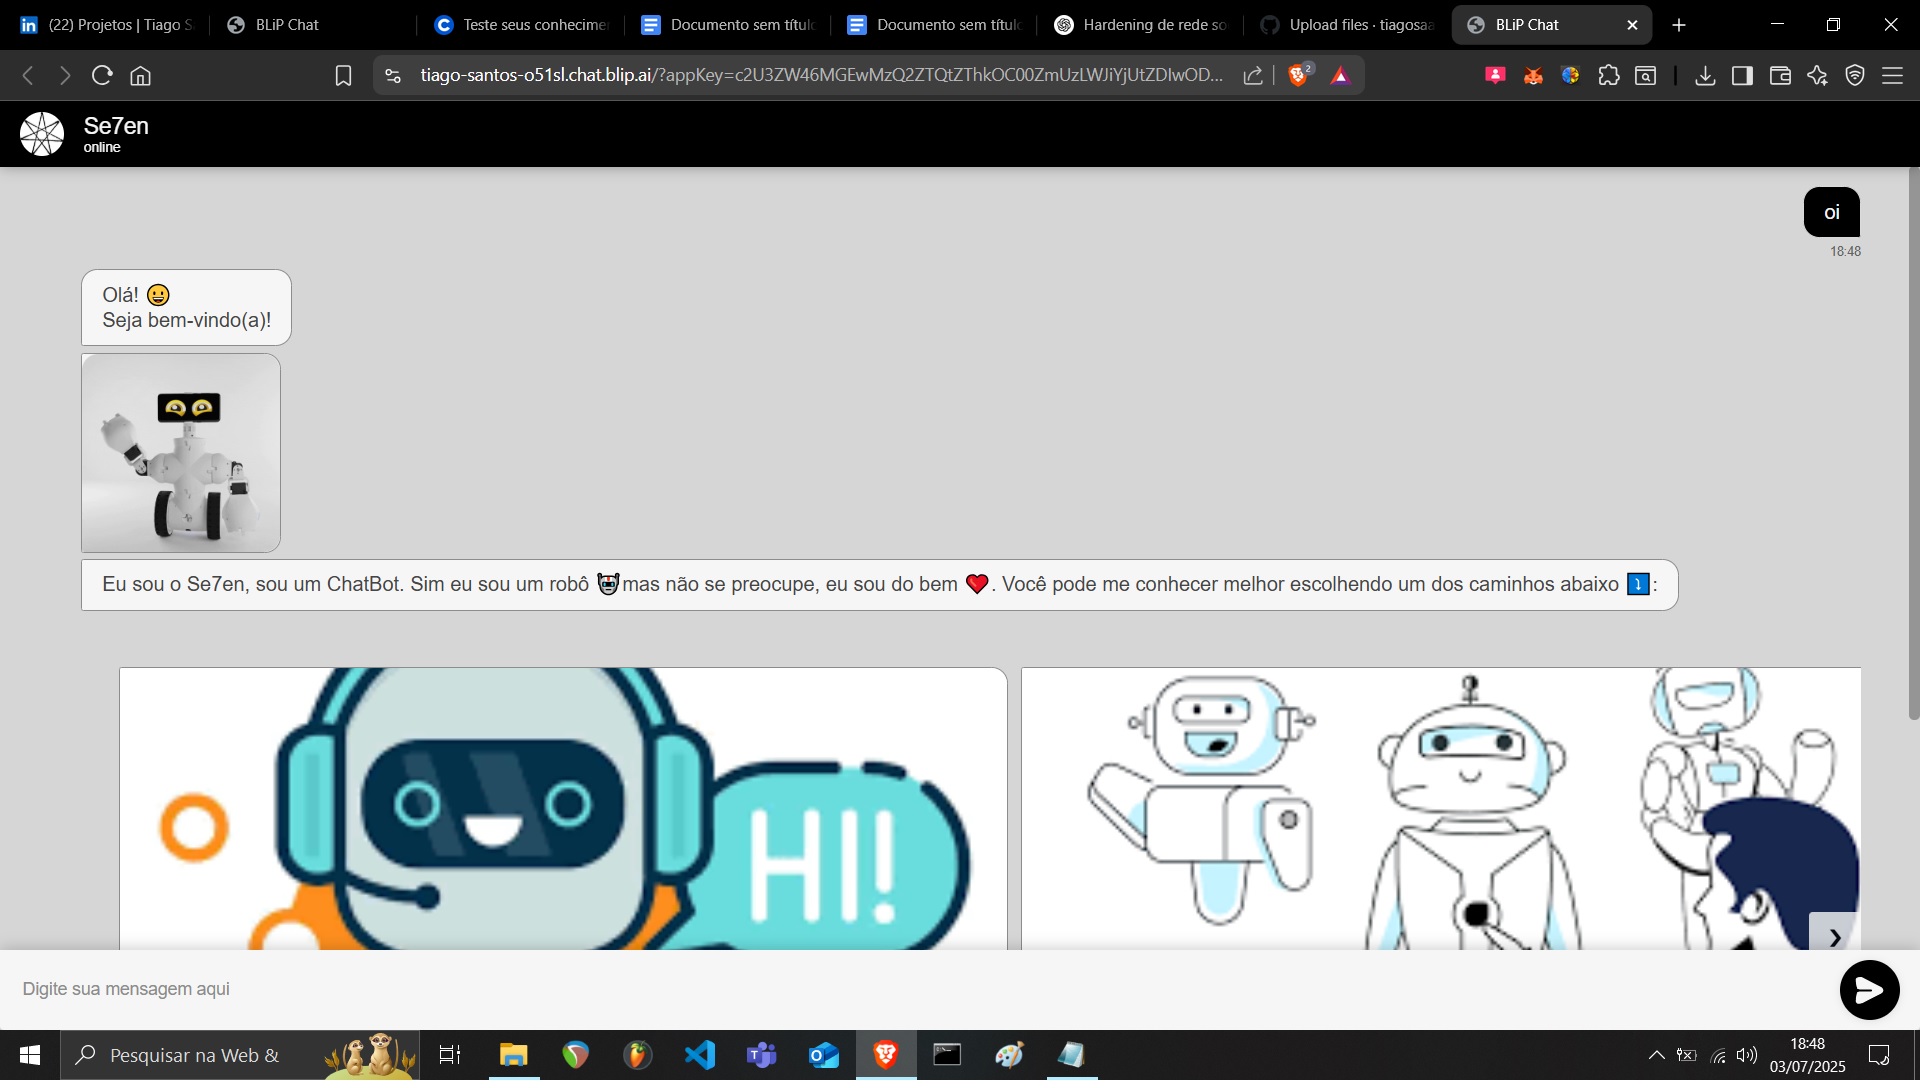 (22) Projetos | Tiago S
BLiP Chat
Teste seus conhecime
Documento sem títul
Documento sem títul
Hardening de rede so
Upload files · tiagosaa
BLiP Chat
tiago-santos-o51sl.chat.blip.ai/?appKey=c2U3ZW46MGEwMzQ2ZTQtZThkOC00ZmUzLWJiYjUtZDIwOD...
2
Se7en
online
oi
18:48
Olá! 😀
Seja bem-vindo(a)!
Eu sou o Se7en, sou um ChatBot. Sim eu sou um robô 🤖mas não se preocupe, eu sou do bem ❤️. Você pode me conhecer melhor escolhendo um dos caminhos abaixo ⤵️:
HI!
Digite sua mensagem aqui
Pesquisar na Web &
18:48
03/07/2025